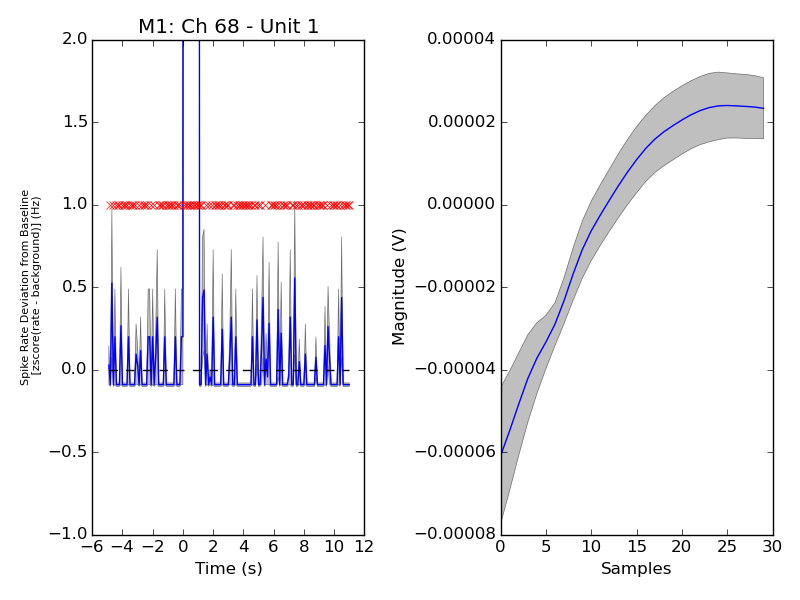 M1: Ch 68 - Unit 1
2.0
1.5
1.0
0.5
0.0
−0.5
−1.0
−6 −4 −2 0 2 4 6 8 10 12
Time (s)
Spike Rate Deviation from Baseline
[zscore(rate - background)] (Hz)
0.00004
0.00002
0.00000
−0.00002
−0.00004
−0.00006
−0.00008
0 5 10 15 20 25 30
Samples
Magnitude (V)